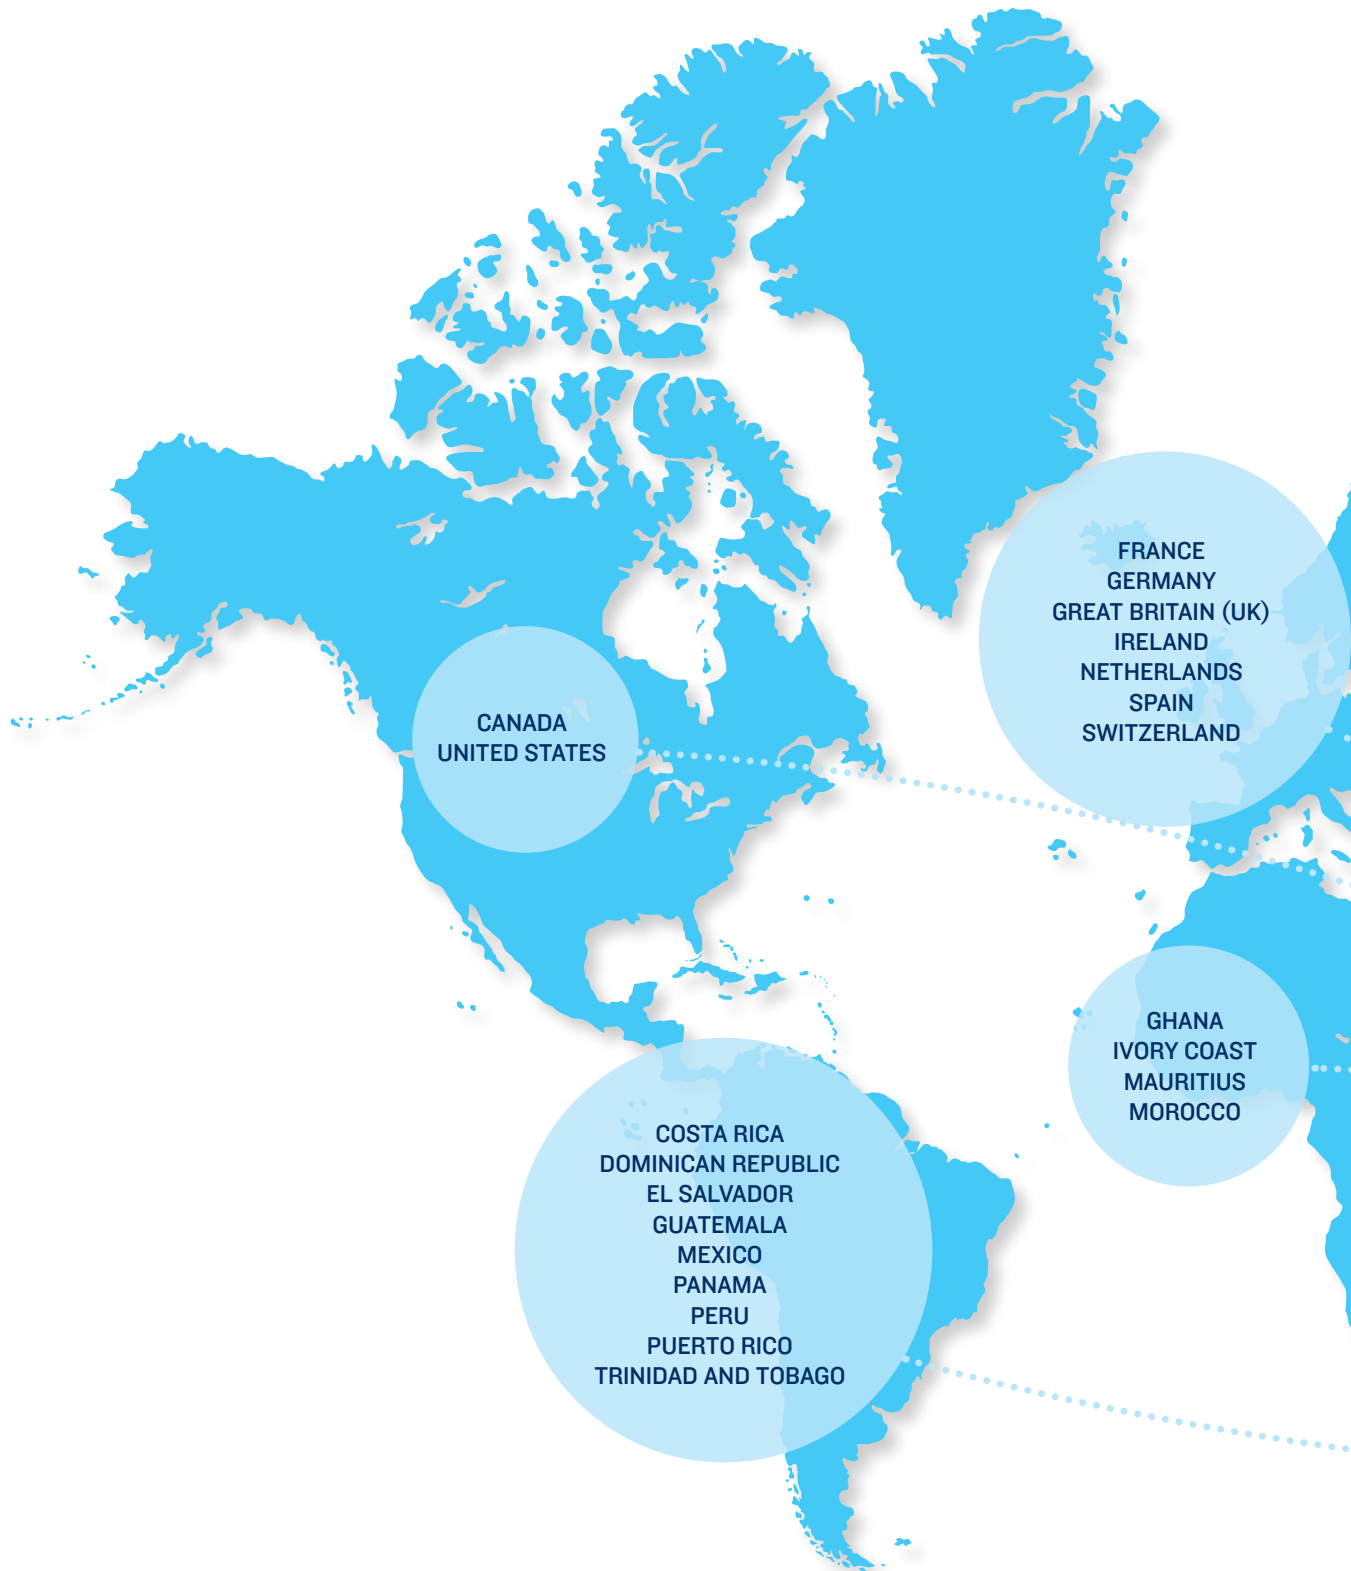 FRANCE
GERMANY
GREAT BRITAIN (UK)
IRELAND
NETHERLANDS
SPAIN
SWITZERLAND
CANADA
UNITED STATES
GHANA
IVORY COAST
MAURITIUS
MOROCCO
COSTA RICA
DOMINICAN REPUBLIC
EL SALVADOR
GUATEMALA
MEXICO
PANAMA
PERU
PUERTO RICO
TRINIDAD AND TOBAGO